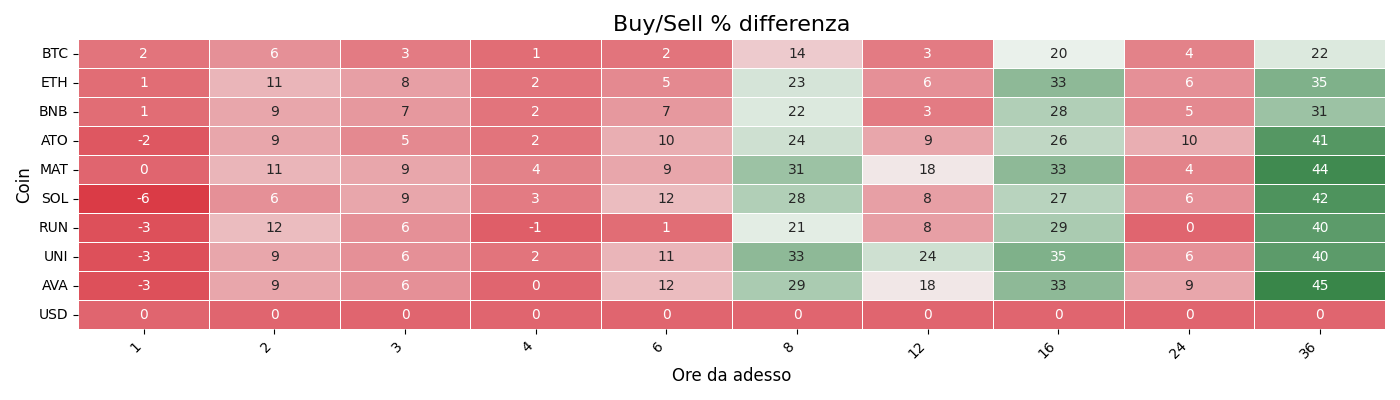 Buy/Sell % differenza
Coin
BTC 2 6 3 1 2 14 3 20 4 22
ETH 1 11 8 2 5 23 6 33 6 35
BNB 1 9 7 2 7 22 3 28 5 31
ATO -2 9 5 2 10 24 9 26 10 41
MAT 0 11 9 4 9 31 18 33 4 44
SOL -6 6 9 3 12 28 8 27 6 42
RUN -3 12 6 -1 1 21 8 29 0 40
UNI -3 9 6 2 11 33 24 35 6 40
AVA -3 9 6 0 12 29 18 33 9 45
USD 0 0 0 0 0 0 0 0 0 0
1 2 3 4 6 8 12 16 24 36
Ore da adesso